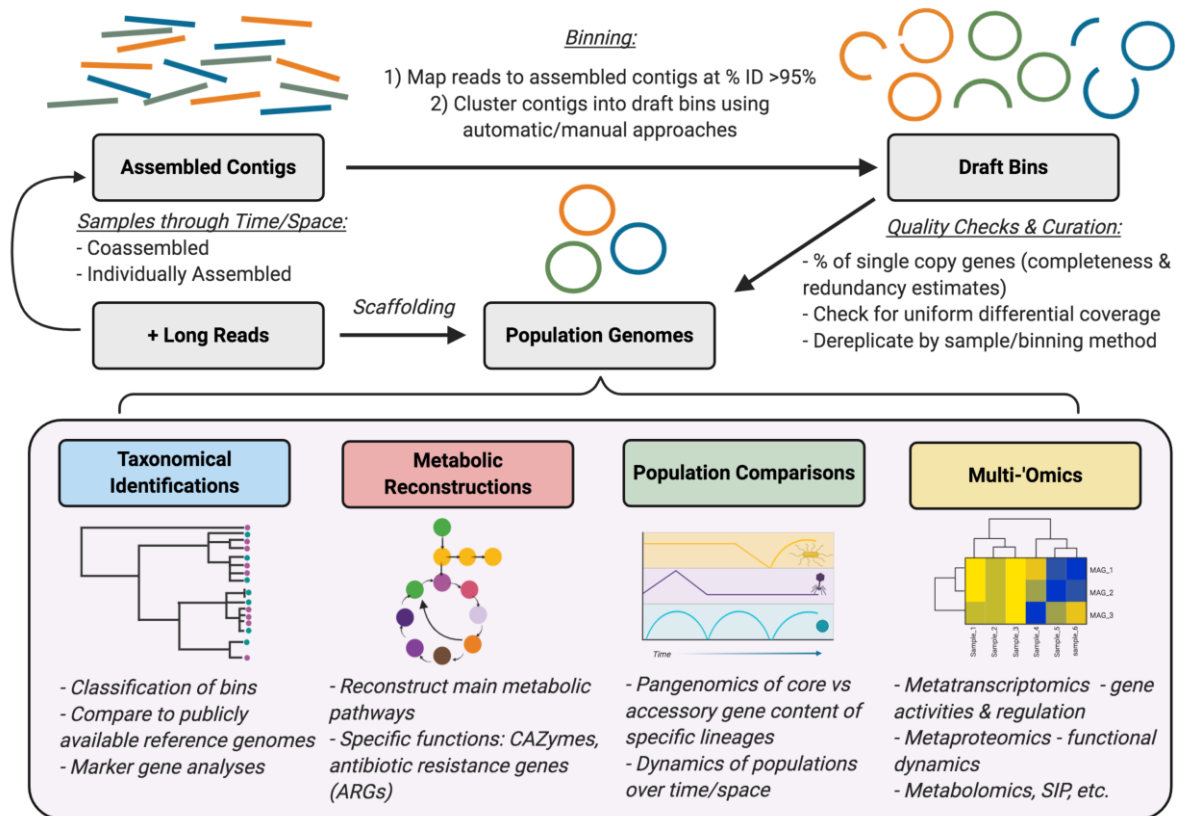 Binning:
1) Map reads to assembled contigs at % ID >95%
2) Cluster contigs into draft bins using
automatic/manual approaches
Assembled Contigs
Draft Bins
Samples through Time/Space:
- Coassembled
- Individually Assembled
Quality Checks & Curation:
- % of single copy genes (completeness &
redundancy estimates)
- Check for uniform differential coverage
- Dereplicate by sample/binning method
+ Long Reads
Scaffolding
Population Genomes
Taxonomical
Identifications
Metabolic
Reconstructions
Population Comparisons
Multi-'Omics
Time
MAG_1
MAG_2
MAG_3
Sample_1
Sample_2
Sample_3
Sample_4
Sample_5
sample_6
- Classification of bins
- Compare to publicly
available reference genomes
- Marker gene analyses
- Reconstruct main metabolic
pathways
- Specific functions: CAZymes,
antibiotic resistance genes
(ARGs)
- Pangenomics of core vs
accessory gene content of
specific lineages
- Dynamics of populations
over time/space
- Metatranscriptomics - gene
activities & regulation
- Metaproteomics - functional
dynamics
- Metabolomics, SIP, etc.